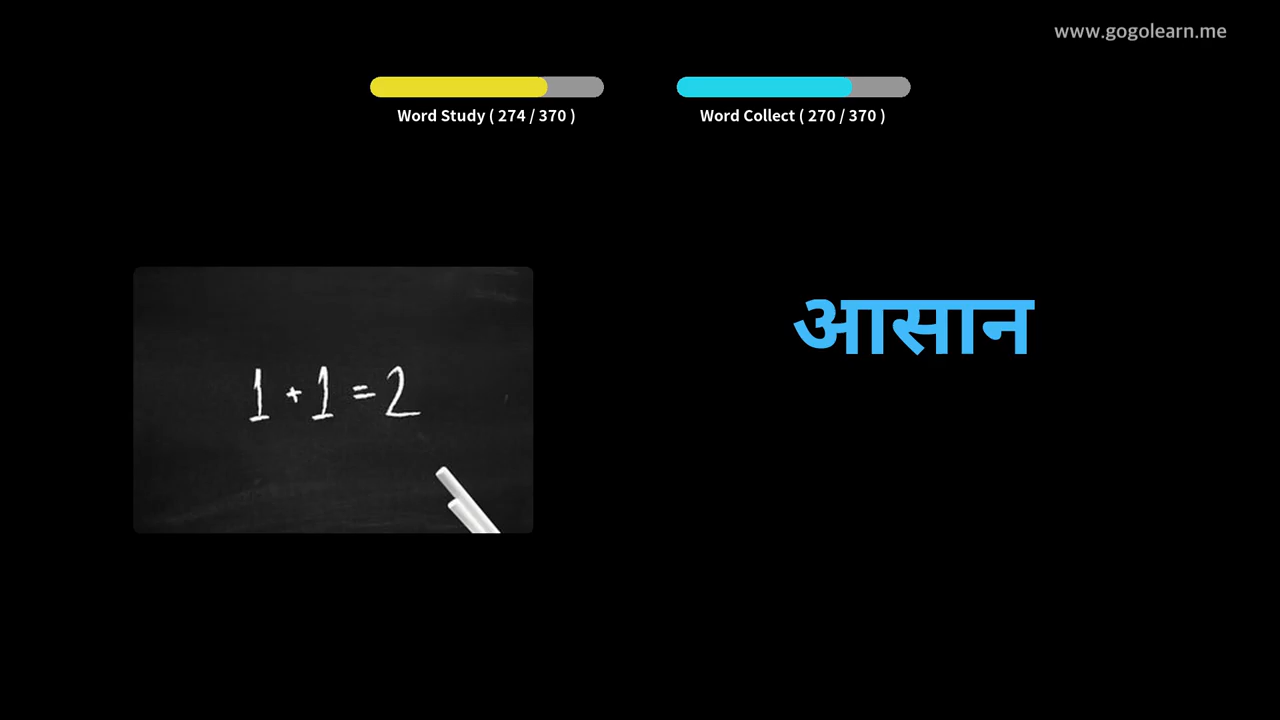 www.gogolearn.me
Word Study ( 274 / 370 )
Word Collect ( 270 / 370 )
आसान
1 + 1 = 2